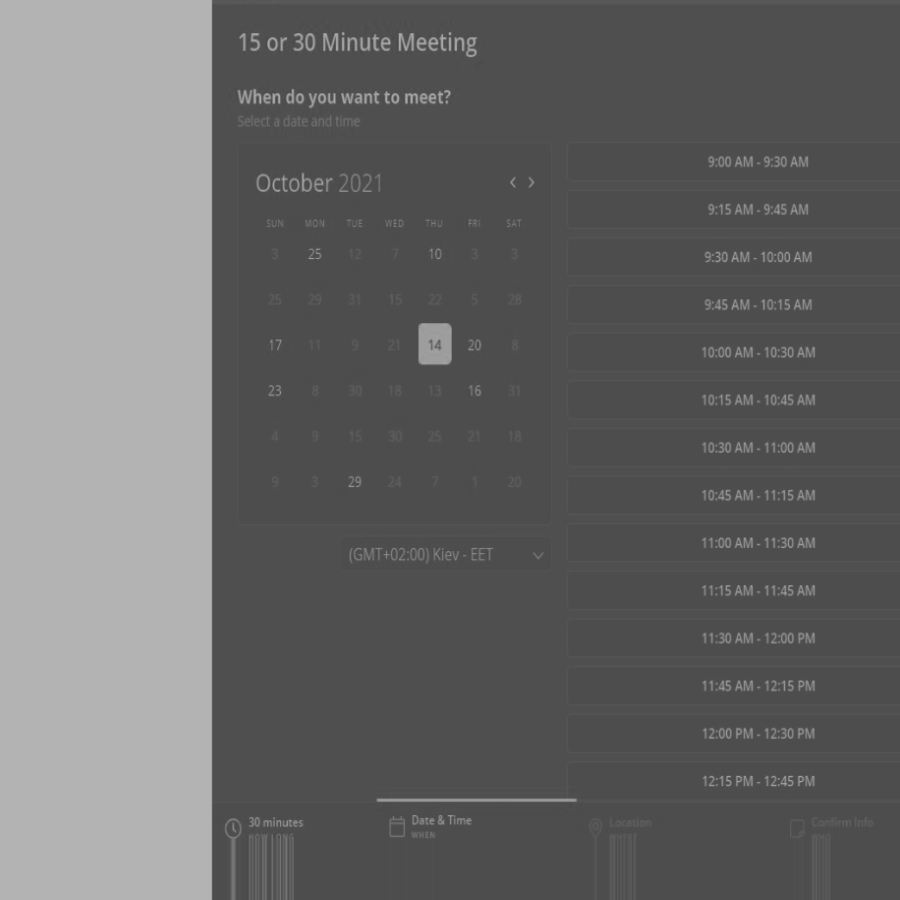 15 or 30 Minute Meeting
When do you want to meet?
Select a date and time
October 2021
SUN MON TUE WED THU FRI SAT
3 25 12 7 10 3 3
25 29 31 15 22 5 28
17 11 9 21 14 20 8
23 8 30 18 13 16 31
4 9 15 30 25 21 18
9 3 29 24 7 1 20
(GMT+02:00) Kiev - EET
9:00 AM - 9:30 AM
9:15 AM - 9:45 AM
9:30 AM - 10:00 AM
9:45 AM - 10:15 AM
10:00 AM - 10:30 AM
10:15 AM - 10:45 AM
10:30 AM - 11:00 AM
10:45 AM - 11:15 AM
11:00 AM - 11:30 AM
11:15 AM - 11:45 AM
11:30 AM - 12:00 PM
11:45 AM - 12:15 PM
12:00 PM - 12:30 PM
12:15 PM - 12:45 PM
30 minutes
HOW LONG
Date & Time
WHEN
Location
WHERE
Confirm Info
WHO